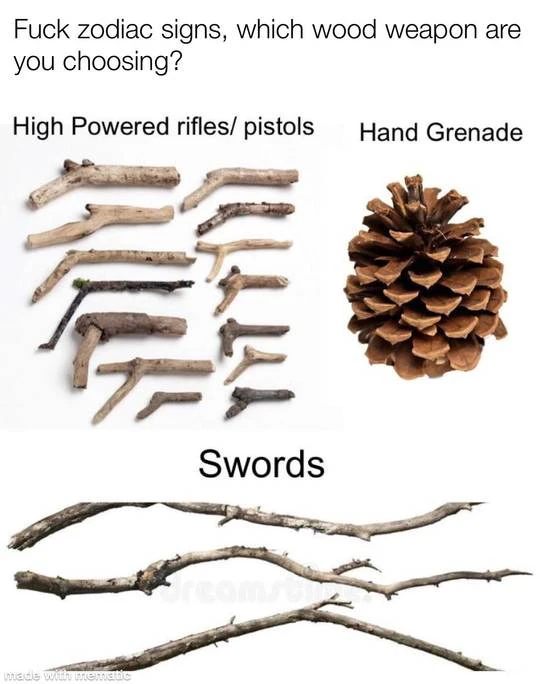 Fuck zodiac signs, which wood weapon are
you choosing?
High Powered rifles/ pistols
Hand Grenade
Swords
dreamstime
made with mematic